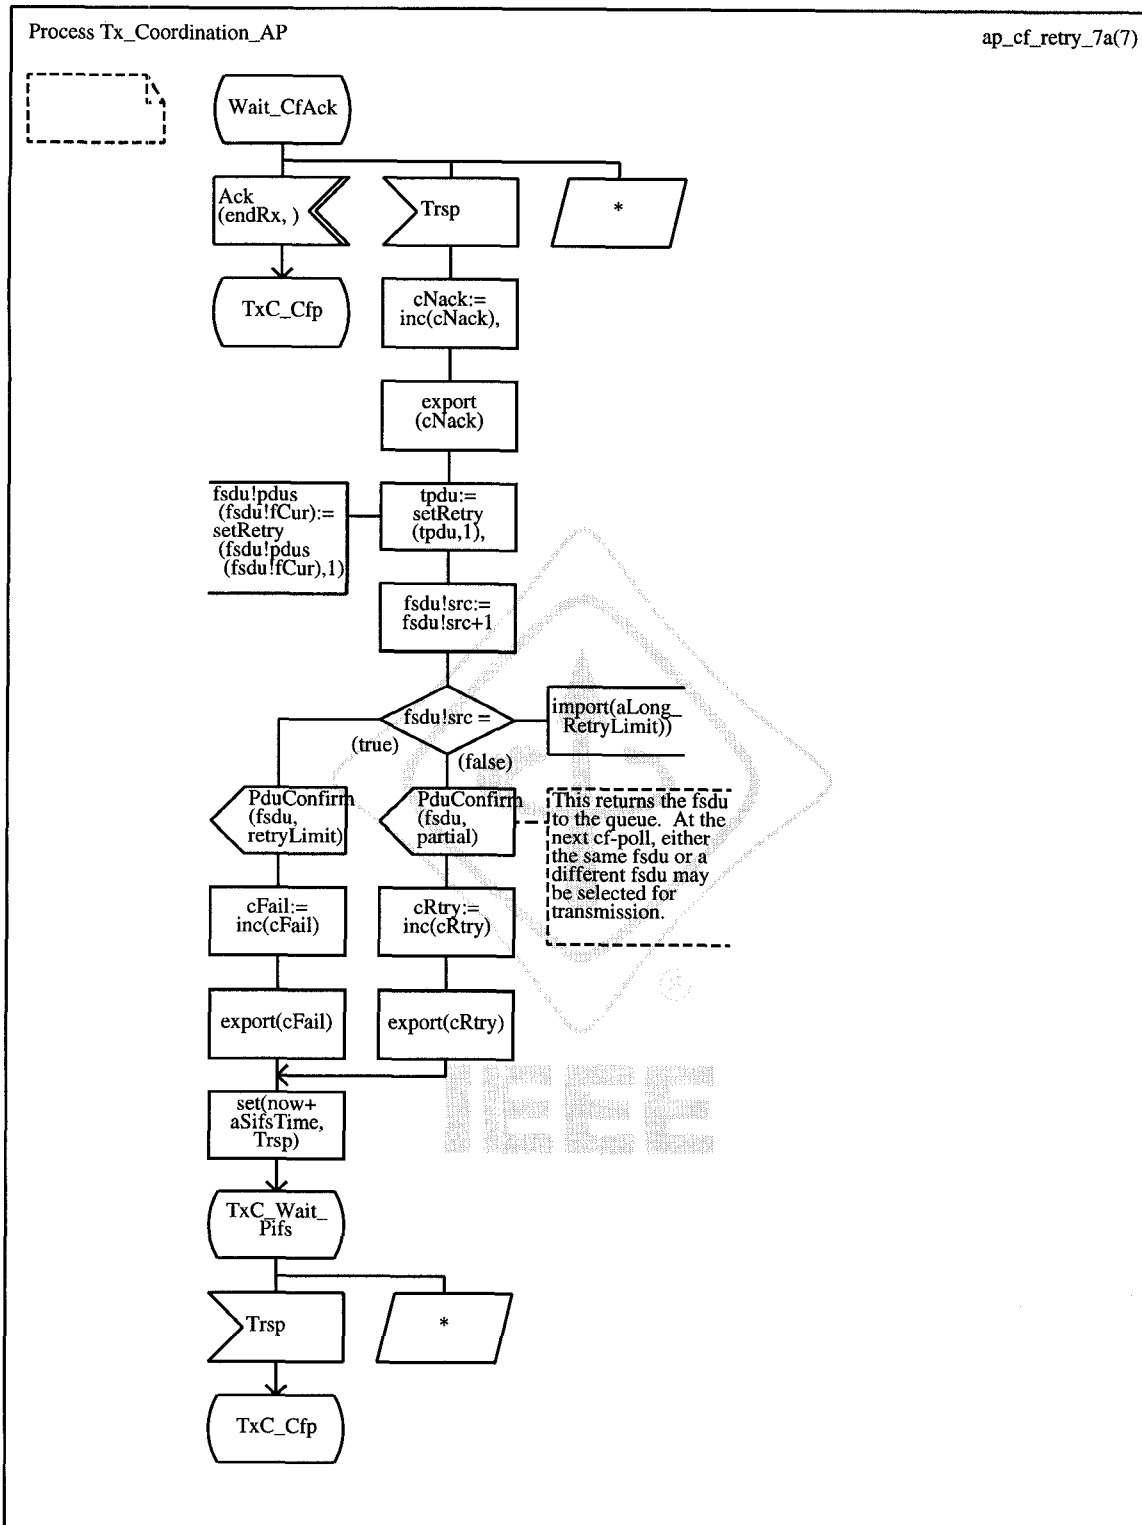 Process Tx_Coordination_AP
ap_cf_retry_7a(7)
Wait_CfAck
Ack
(endRx, )
Trsp
*
TxC_Cfp
cNack:=
inc(cNack),
export
(cNack)
fsdu!pdus
(fsdu!fCur):=
setRetry
(fsdu!pdus
(fsdu!fCur),1)
tpdu:=
setRetry
(tpdu,1),
fsdu!src:=
fsdu!src+1
fsdu!src =
import(aLong_
RetryLimit))
(true)
(false)
PduConfirm
(fsdu,
retryLimit)
PduConfirm
(fsdu,
partial)
This returns the fsdu
to the queue. At the
next cf-poll, either
the same fsdu or a
different fsdu may
be selected for
transmission.
cFail:=
inc(cFail)
cRtry:=
inc(cRtry)
export(cFail)
export(cRtry)
set(now+
aSifsTime,
Trsp)
TxC_Wait_
Pifs
Trsp
*
TxC_Cfp
IEEE
®